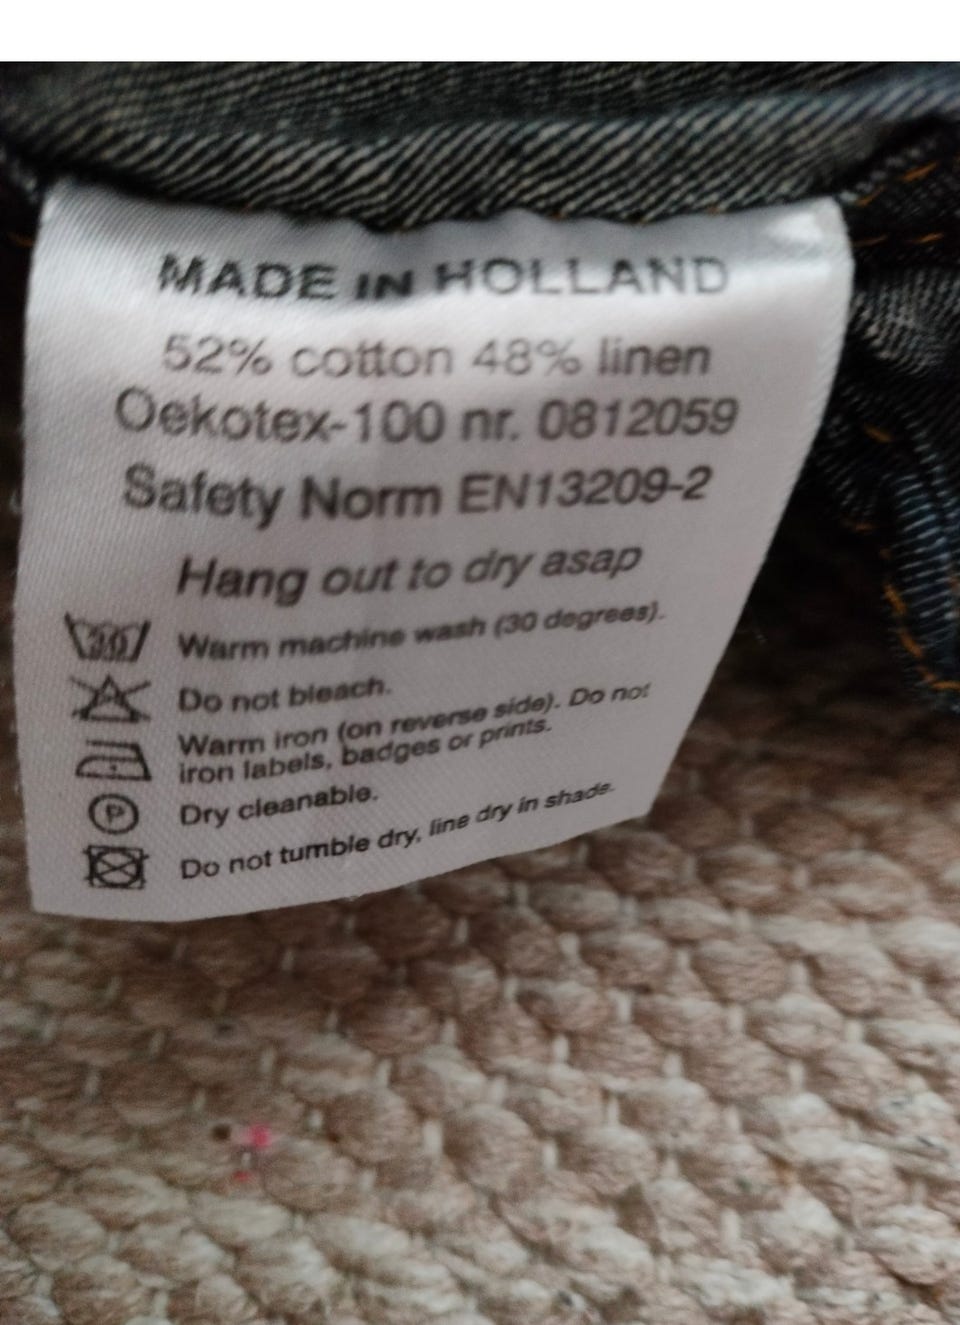 MADE IN HOLLAND
52% cotton 48% linen
Oekotex-100 nr. 0812059
Safety Norm EN13209-2
Hang out to dry asap
30 Warm machine wash (30 degrees).
Do not bleach.
Warm iron (on reverse side). Do not
iron labels, badges or prints.
P Dry cleanable.
Do not tumble dry, line dry in shade.